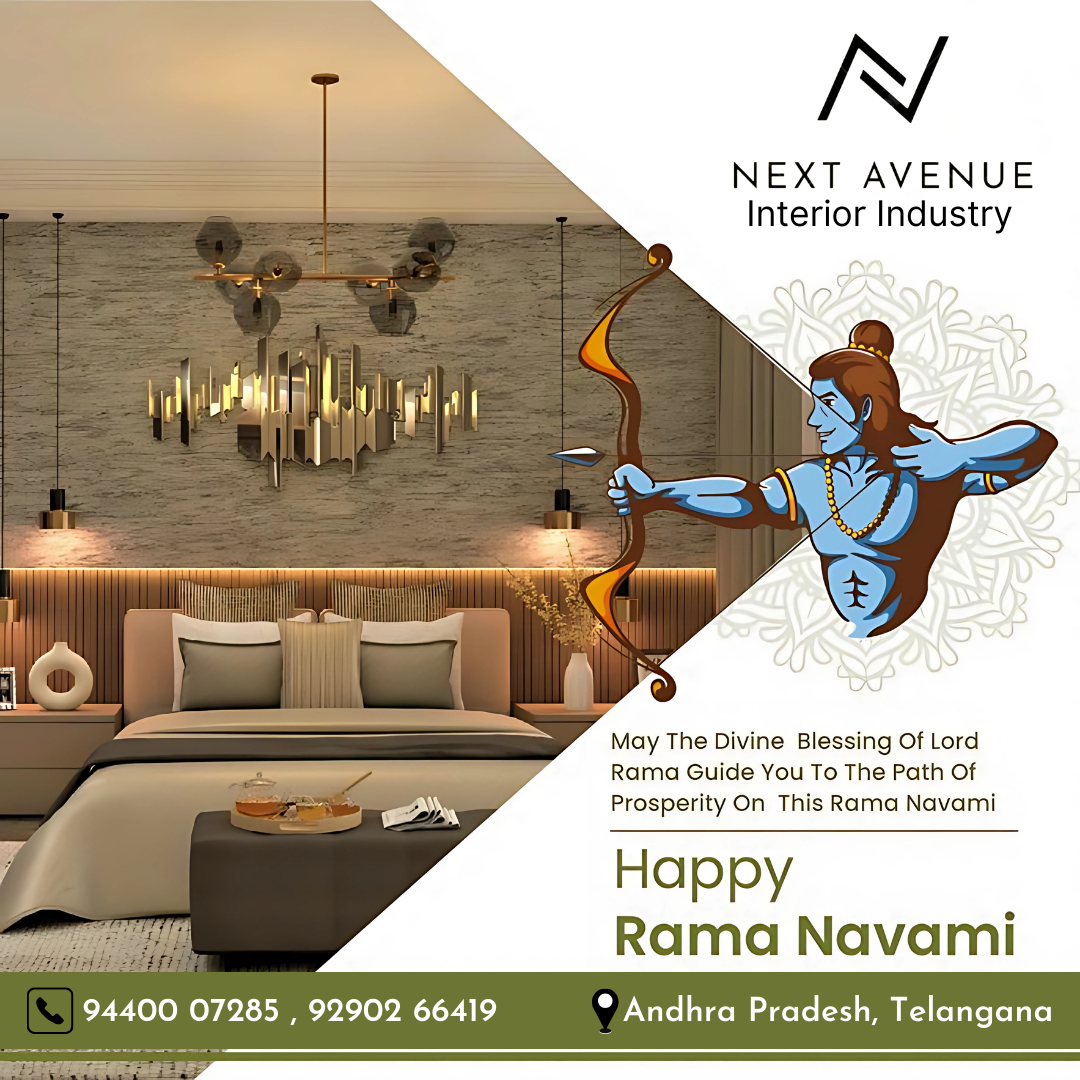 NEXT AVENUE
Interior Industry
May The Divine  Blessing Of Lord
Rama Guide You To The Path Of
Prosperity On  This Rama Navami
Happy
Rama Navami
94400 07285 , 92902 66419
Andhra Pradesh, Telangana